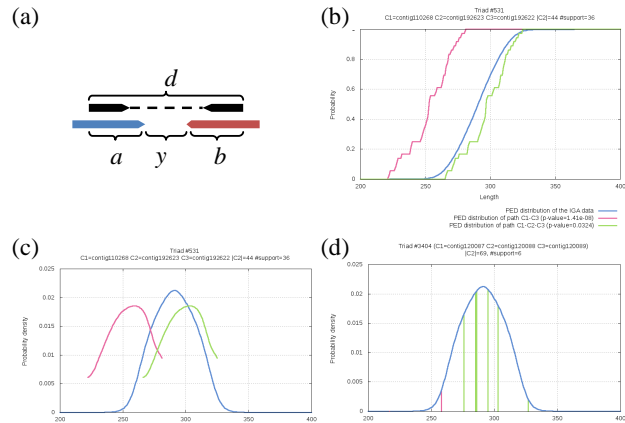 (a)
d
a
y
b
(b)
Triad #531
C1=contig110268 C2=contig192623 C3=contig192622 |C2|=44 #support=36
Probability
1
0.8
0.6
0.4
0.2
0
200
250
300
350
400
Length
PED distribution of the IGA data
PED distribution of path C1-C3 (p-value=1.41e-08)
PED distribution of path C1-C2-C3 (p-value=0.0324)
(c)
Triad #531
C1=contig110268 C2=contig192623 C3=contig192622 |C2|=44 #support=36
Probability density
0.025
0.02
0.015
0.01
0.005
0
200
250
300
350
400
(d)
Triad #3404 (C1=contig120087 C2=contig120088 C3=contig120089)
|C2|=69, #support=6
Probability density
0.025
0.02
0.015
0.01
0.005
0
200
250
300
350
400